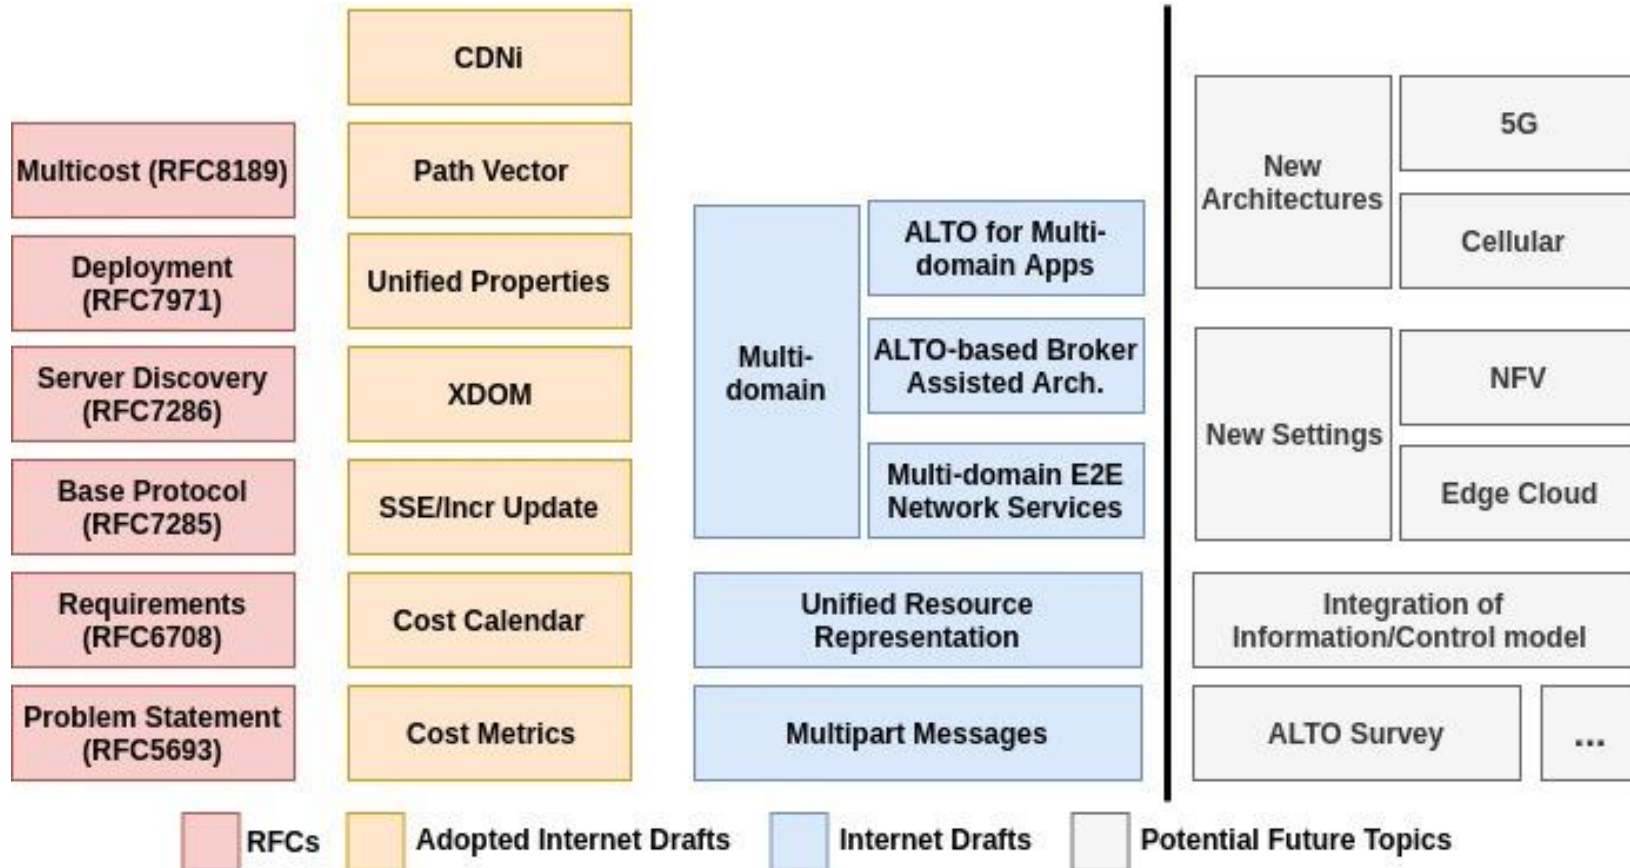 Multicost (RFC8189)
Deployment
(RFC7971)
Server Discovery
(RFC7286)
Base Protocol
(RFC7285)
Requirements
(RFC6708)
Problem Statement
(RFC5693)
CDNi
Path Vector
Unified Properties
XDOM
SSE/Incr Update
Cost Calendar
Cost Metrics
Multi-
domain
ALTO for Multi-
domain Apps
ALTO-based Broker
Assisted Arch.
Multi-domain E2E
Network Services
Unified Resource
Representation
Multipart Messages
New
Architectures
5G
Cellular
New Settings
NFV
Edge Cloud
Integration of
Information/Control model
ALTO Survey
...
RFCs
Adopted Internet Drafts
Internet Drafts
Potential Future Topics